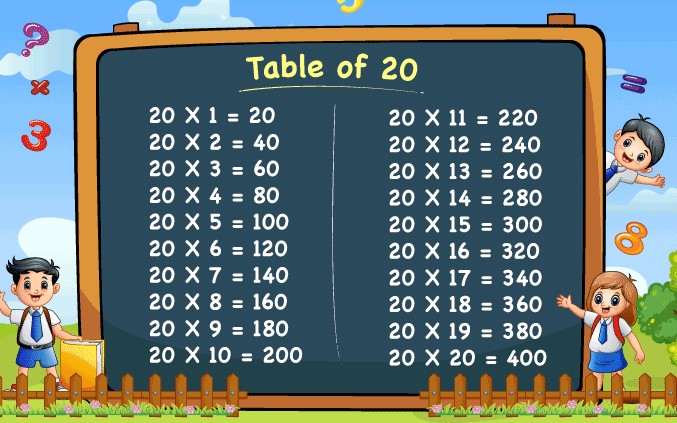 Table of 20
20 X 1 = 20
20 X 2 = 40
20 X 3 = 60
20 X 4 = 80
20 X 5 = 100
20 X 6 = 120
20 X 7 = 140
20 X 8 = 160
20 X 9 = 180
20 X 10 = 200
20 X 11 = 220
20 X 12 = 240
20 X 13 = 260
20 X 14 = 280
20 X 15 = 300
20 X 16 = 320
20 X 17 = 340
20 X 18 = 360
20 X 19 = 380
20 X 20 = 400
?
×
3
=
8